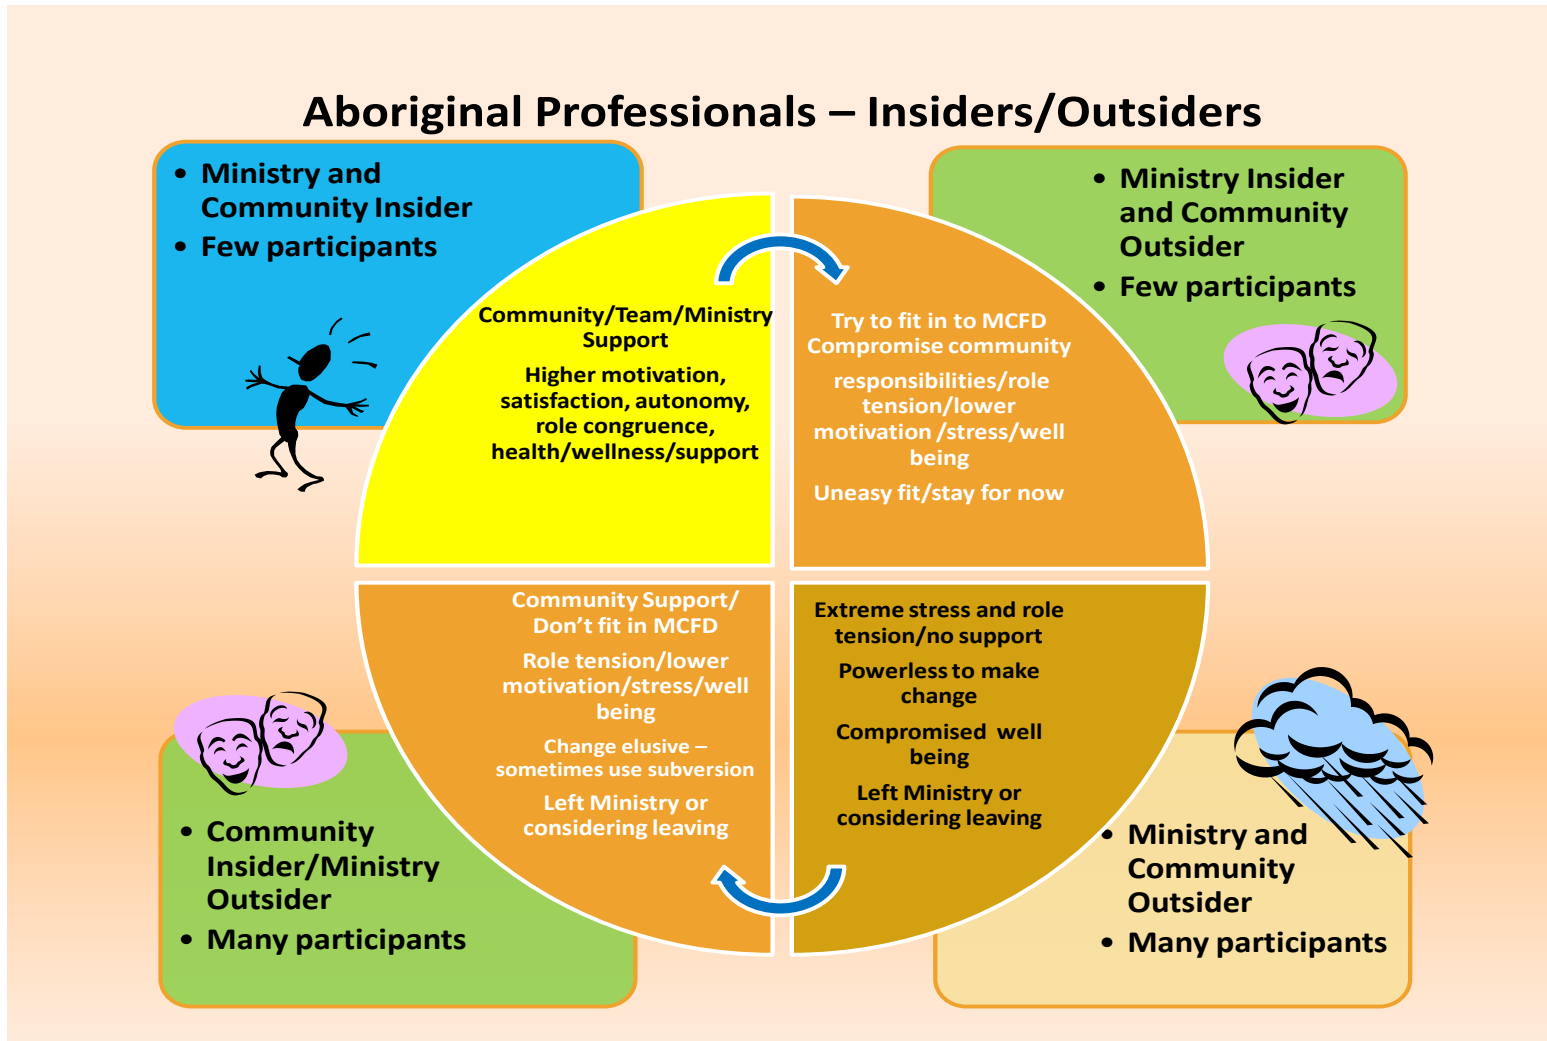 Aboriginal Professionals – Insiders/Outsiders
• Ministry and
Community Insider
• Few participants
• Ministry Insider
and Community
Outsider
• Few participants
Community/Team/Ministry
Support
Higher motivation,
satisfaction, autonomy,
role congruence,
health/wellness/support
Try to fit in to MCFD
Compromise community
responsibilities/role
tension/lower
motivation /stress/well
being
Uneasy fit/stay for now
Community Support/
Don’t fit in MCFD
Role tension/lower
motivation/stress/well
being
Change elusive –
sometimes use subversion
Left Ministry or
considering leaving
Extreme stress and role
tension/no support
Powerless to make
change
Compromised well
being
Left Ministry or
considering leaving
• Community
Insider/Ministry
Outsider
• Many participants
• Ministry and
Community
Outsider
• Many participants